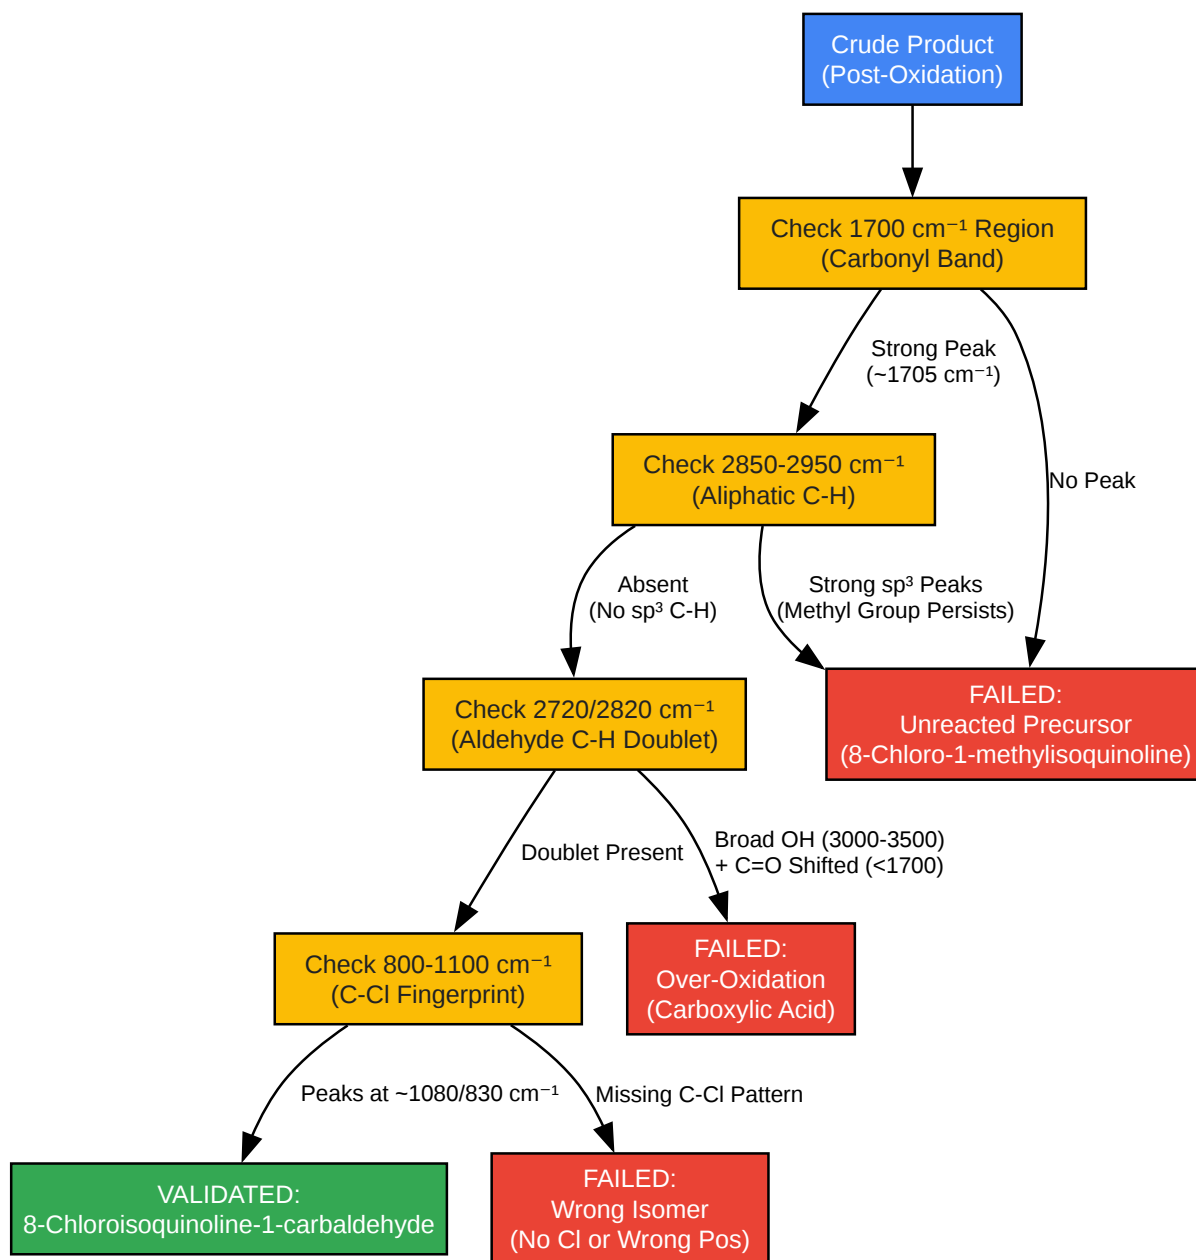 Crude Product
(Post-Oxidation)
Check 1700 cm⁻¹ Region
(Carbonyl Band)
Strong Peak
(~1705 cm⁻¹)
No Peak
Check 2850-2950 cm⁻¹
(Aliphatic C-H)
Absent
(No sp³ C-H)
Strong sp³ Peaks
(Methyl Group Persists)
Check 2720/2820 cm⁻¹
(Aldehyde C-H Doublet)
FAILED:
Unreacted Precursor
(8-Chloro-1-methylisoquinoline)
Doublet Present
Broad OH (3000-3500)
+ C=O Shifted (<1700)
Check 800-1100 cm⁻¹
(C-Cl Fingerprint)
FAILED:
Over-Oxidation
(Carboxylic Acid)
Peaks at ~1080/830 cm⁻¹
Missing C-Cl Pattern
VALIDATED:
8-Chloroisoquinoline-1-carbaldehyde
FAILED:
Wrong Isomer
(No Cl or Wrong Pos)